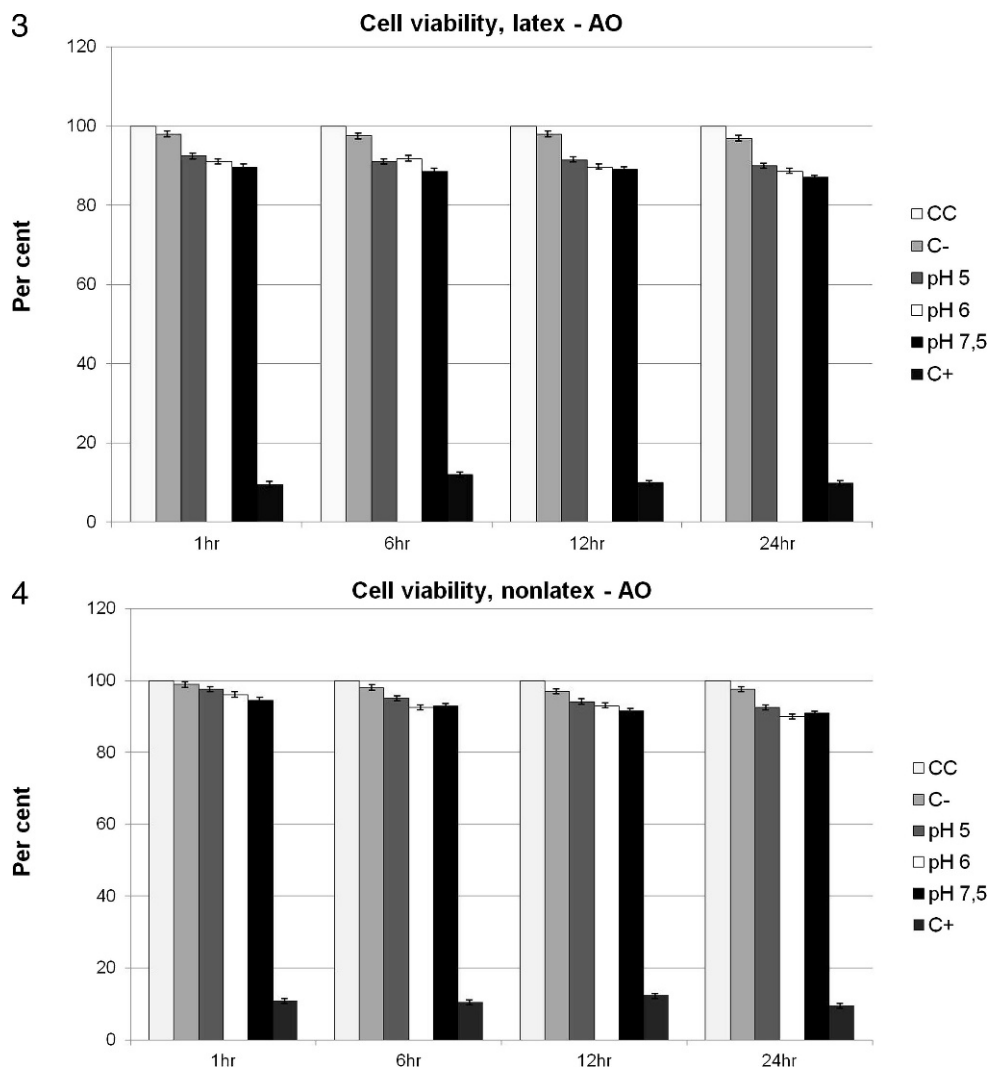 3
Cell viability, latex - AO
120
100
80
60
40
20
0
Per cent
1hr 6hr 12hr 24hr
CC
C-
pH 5
pH 6
pH 7,5
C+
4
Cell viability, nonlatex - AO
120
100
80
60
40
20
0
Per cent
1hr 6hr 12hr 24hr
CC
C-
pH 5
pH 6
pH 7,5
C+